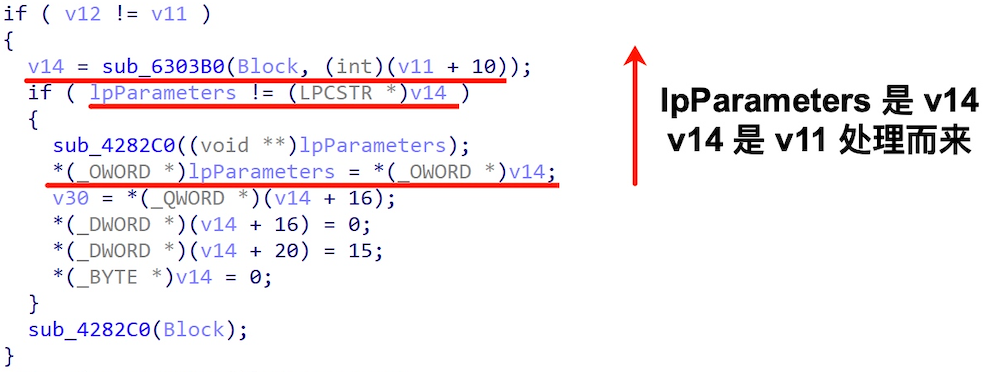 if ( v12 != v11 )
{
v14 = sub_6303B0(Block, (int)(v11 + 10));
if ( lpParameters != (LPCSTR *)v14 )
{
sub_4282C0((void **)lpParameters);
*(_OWORD *)lpParameters = *(_OWORD *)v14;
v30 = *(_QWORD *)(v14 + 16);
*(_DWORD *)(v14 + 16) = 0;
*(_DWORD *)(v14 + 20) = 15;
*(_BYTE *)v14 = 0;
}
sub_4282C0(Block);
}
lpParameters 是 v14
v14 是 v11 处理而来